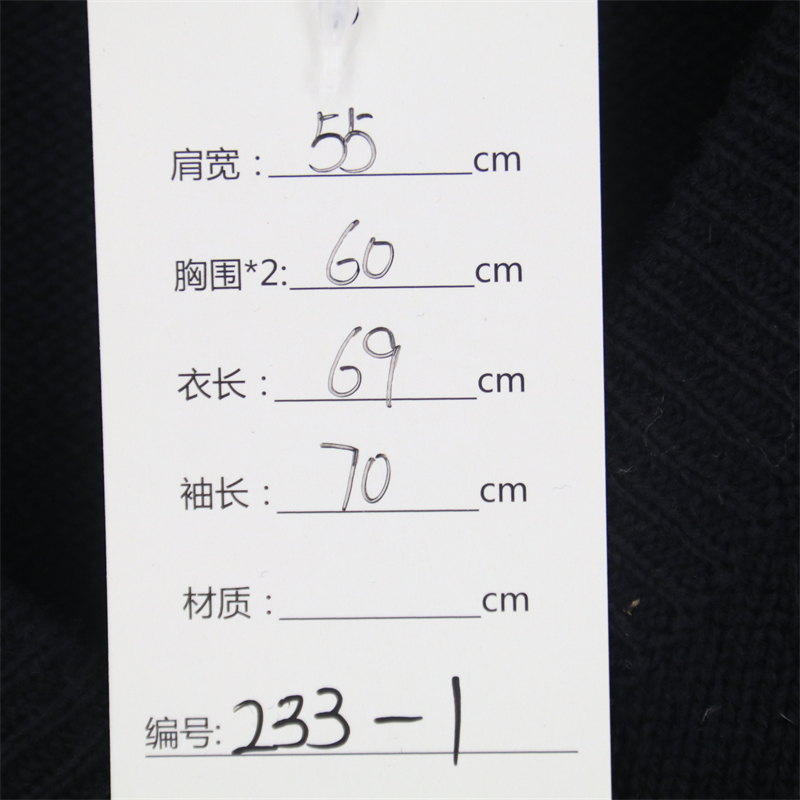 肩宽：55cm
胸围*2:60cm
衣长：69cm
袖长：70cm
材质：cm
编号:233-1